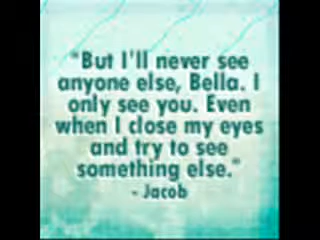 "But I'll never see
anyone else, Bella. I
only see you. Even
when I close my eyes
and try to see
something else."
- Jacob